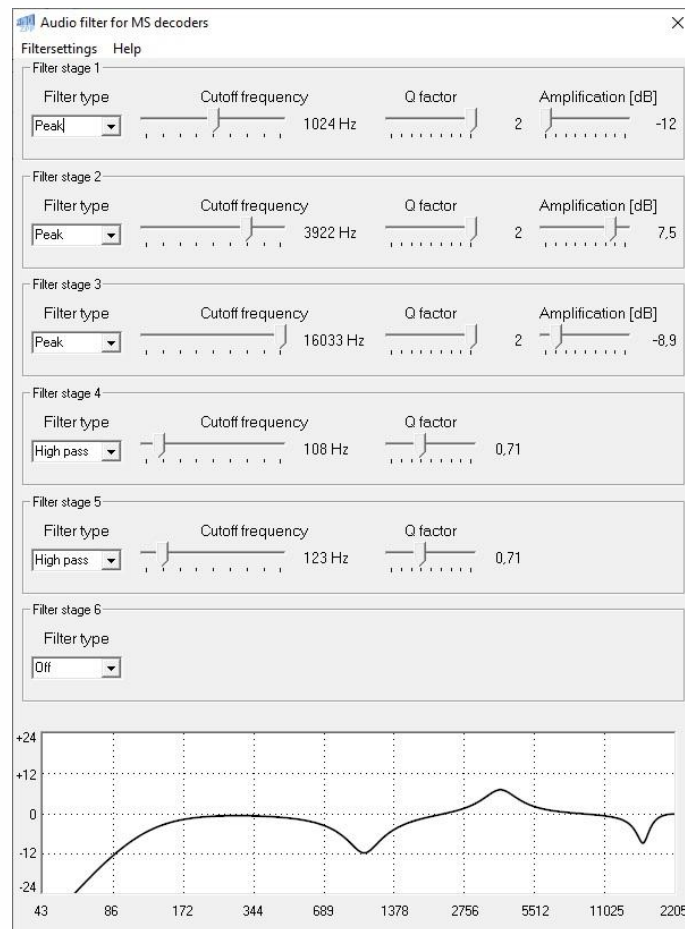 Audio filter for MS decoders
Filtersettings Help
Filter stage 1
Filter type Cutoff frequency Q factor Amplification [dB]
Peak 1024 Hz 2 -12
Filter stage 2
Filter type Cutoff frequency Q factor Amplification [dB]
Peak 3922 Hz 2 7,5
Filter stage 3
Filter type Cutoff frequency Q factor Amplification [dB]
Peak 16033 Hz 2 -8,9
Filter stage 4
Filter type Cutoff frequency Q factor
High pass 108 Hz 0,71
Filter stage 5
Filter type Cutoff frequency Q factor
High pass 123 Hz 0,71
Filter stage 6
Filter type
Off
+24
+12
0
-12
-24
43 86 172 344 689 1378 2756 5512 11025 2205